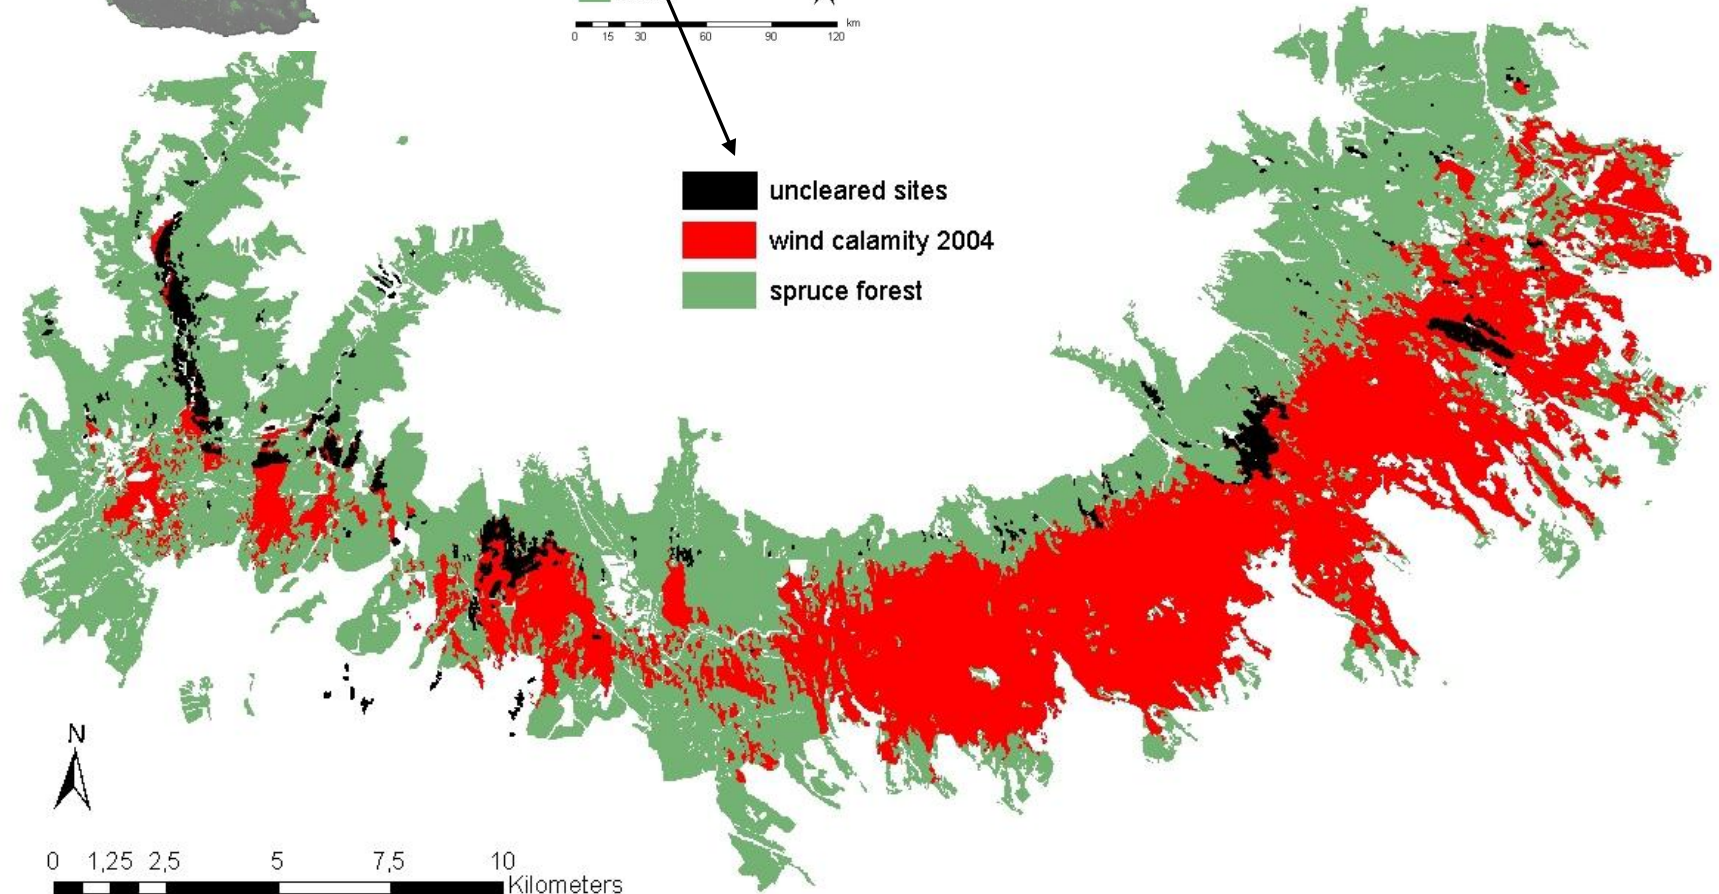 km
0 15 30 60 90 120
uncleared sites
wind calamity 2004
spruce forest
N
0 1,25 2,5 5 7,5 10
Kilometers